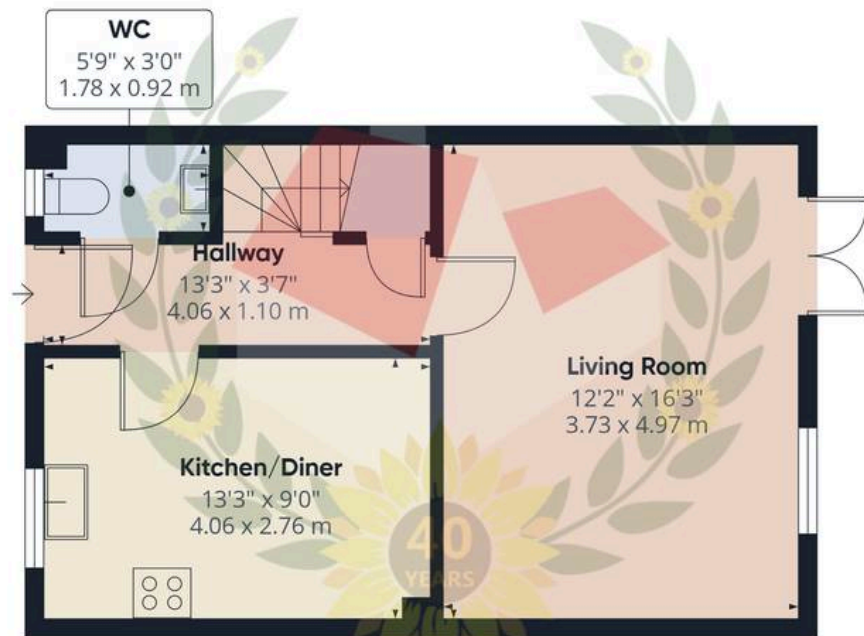 WC
5'9" x 3'0"
1.78 x 0.92 m
Hallway
13'3" x 3'7"
4.06 x 1.10 m
Living Room
12'2" x 16'3"
3.73 x 4.97 m
Kitchen/Diner
13'3" x 9'0"
4.06 x 2.76 m
40
YEARS